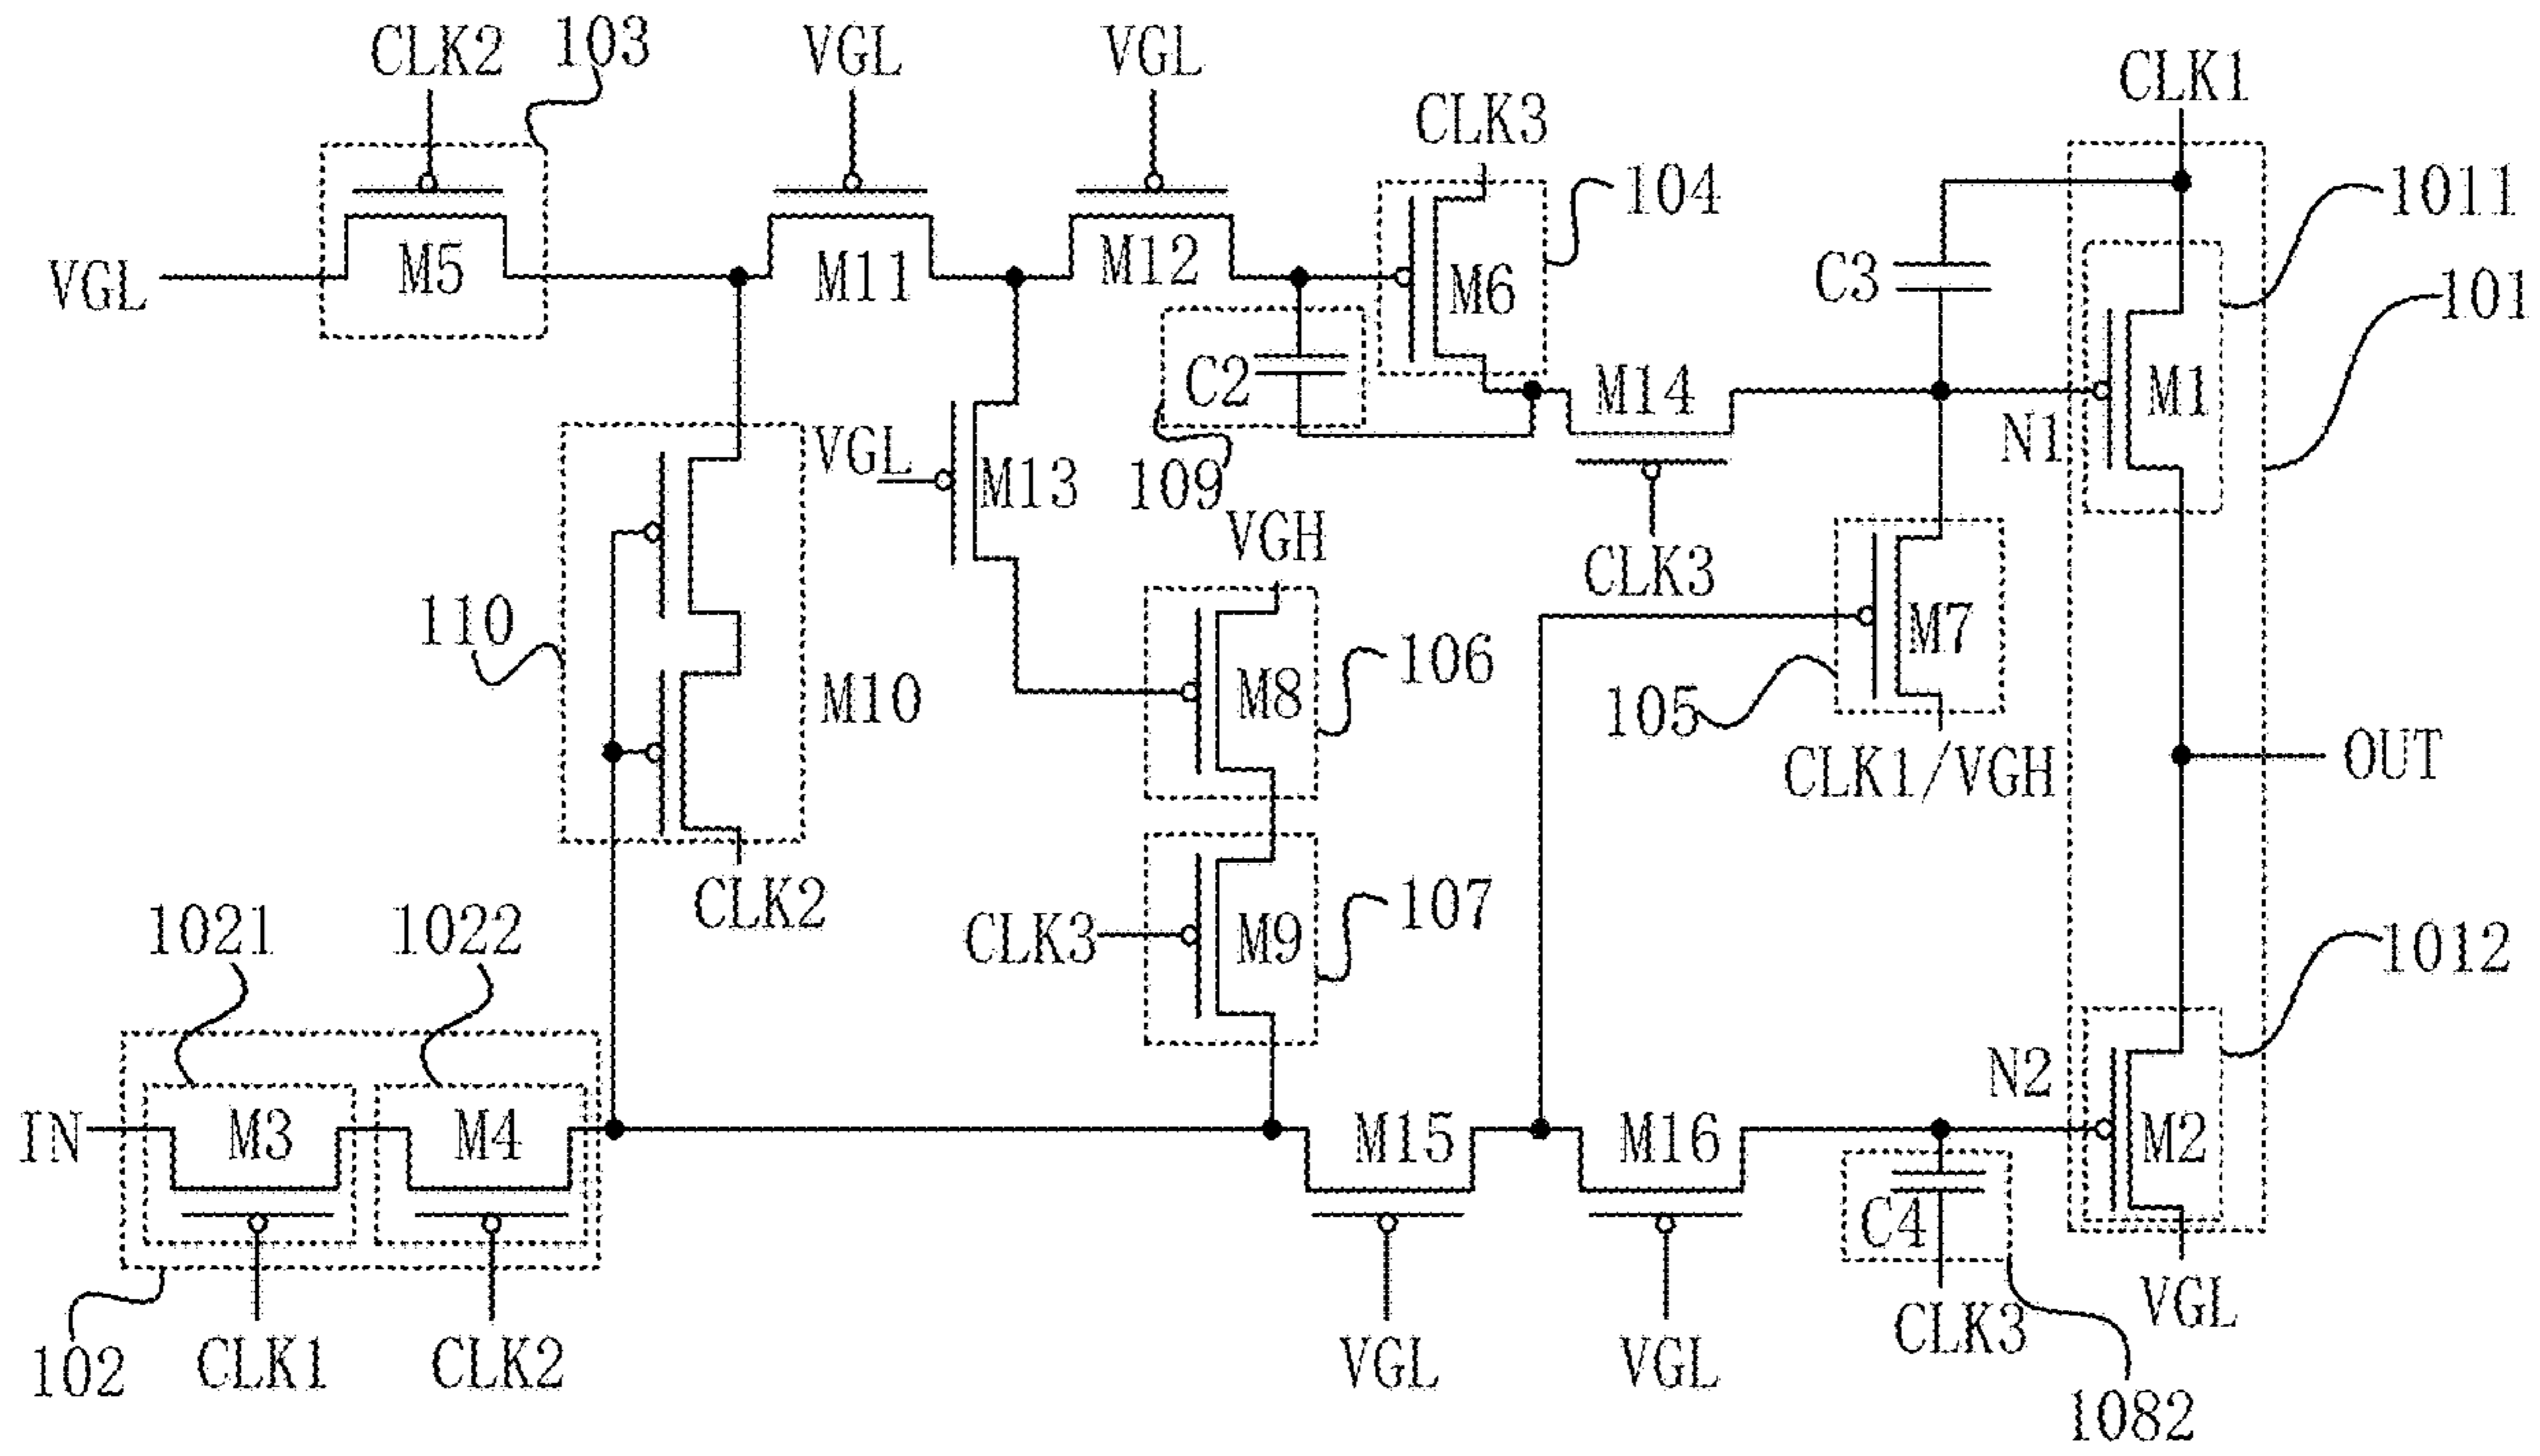 CLK2
103
VGL
VGL
CLK3
CLK1
104
1011
VGL
M5
M11
M12
M6
C3
101
C2
M14
M1
N1
VGL
M13
109
VGH
CLK3
110
M10
M8
106
M7
105
CLK1/VGH
OUT
CLK2
CLK3
M9
107
1021
1022
1012
IN
M3
M4
M15
M16
N2
M2
C4
102
CLK1
CLK2
VGL
VGL
CLK3
VGL
1082